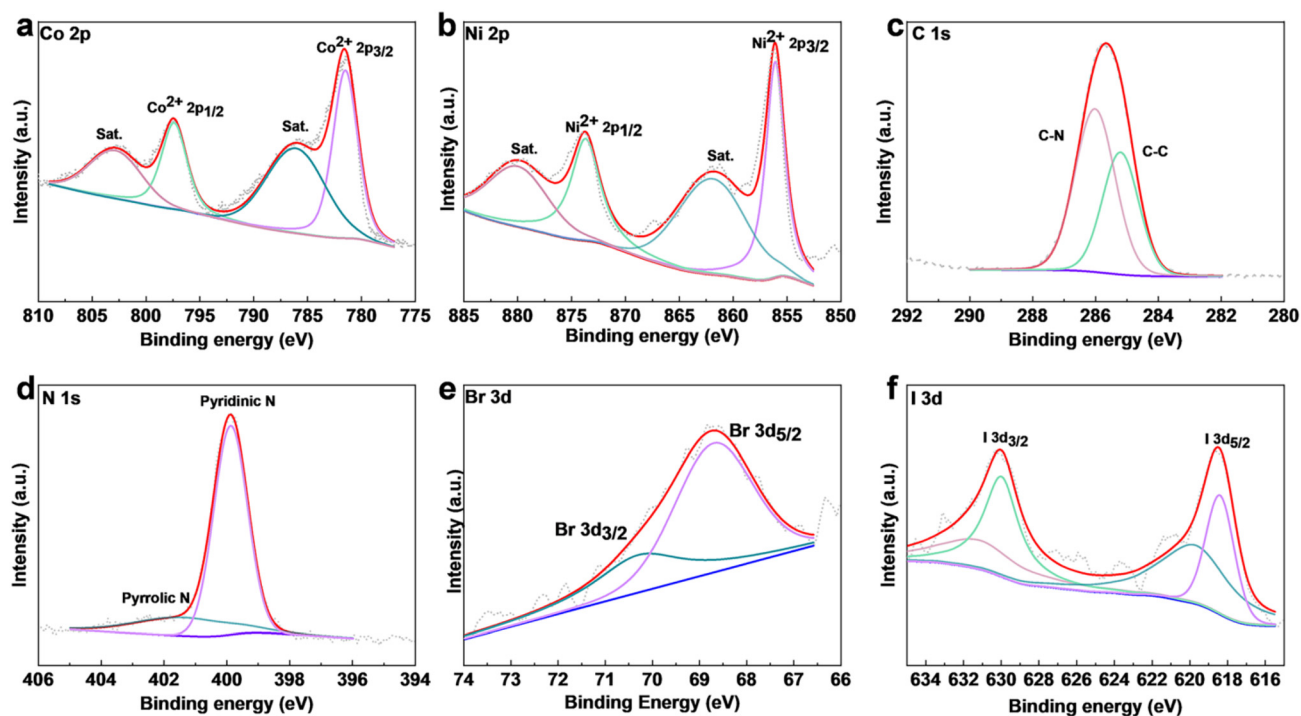 a
Co 2p
Co2+ 2p3/2
Co2+ 2p1/2
Sat.
Sat.
Intensity (a.u.)
810 805 800 795 790 785 780 775
Binding energy (eV)
b
Ni 2p
Ni2+ 2p3/2
Ni2+ 2p1/2
Sat.
Sat.
Intensity (a.u.)
885 880 875 870 865 860 855 850
Binding energy (eV)
c
C 1s
C-N
C-C
Intensity (a.u.)
292 290 288 286 284 282 280
Binding energy (eV)
d
N 1s
Pyridinic N
Pyrrolic N
Intensity (a.u.)
406 404 402 400 398 396 394
Binding energy (eV)
e
Br 3d
Br 3d5/2
Br 3d3/2
Intensity (a.u.)
74 73 72 71 70 69 68 67 66
Binding Energy (eV)
f
I 3d
I 3d3/2
I 3d5/2
Intensity (a.u.)
634 632 630 628 626 624 622 620 618 616
Binding energy (eV)